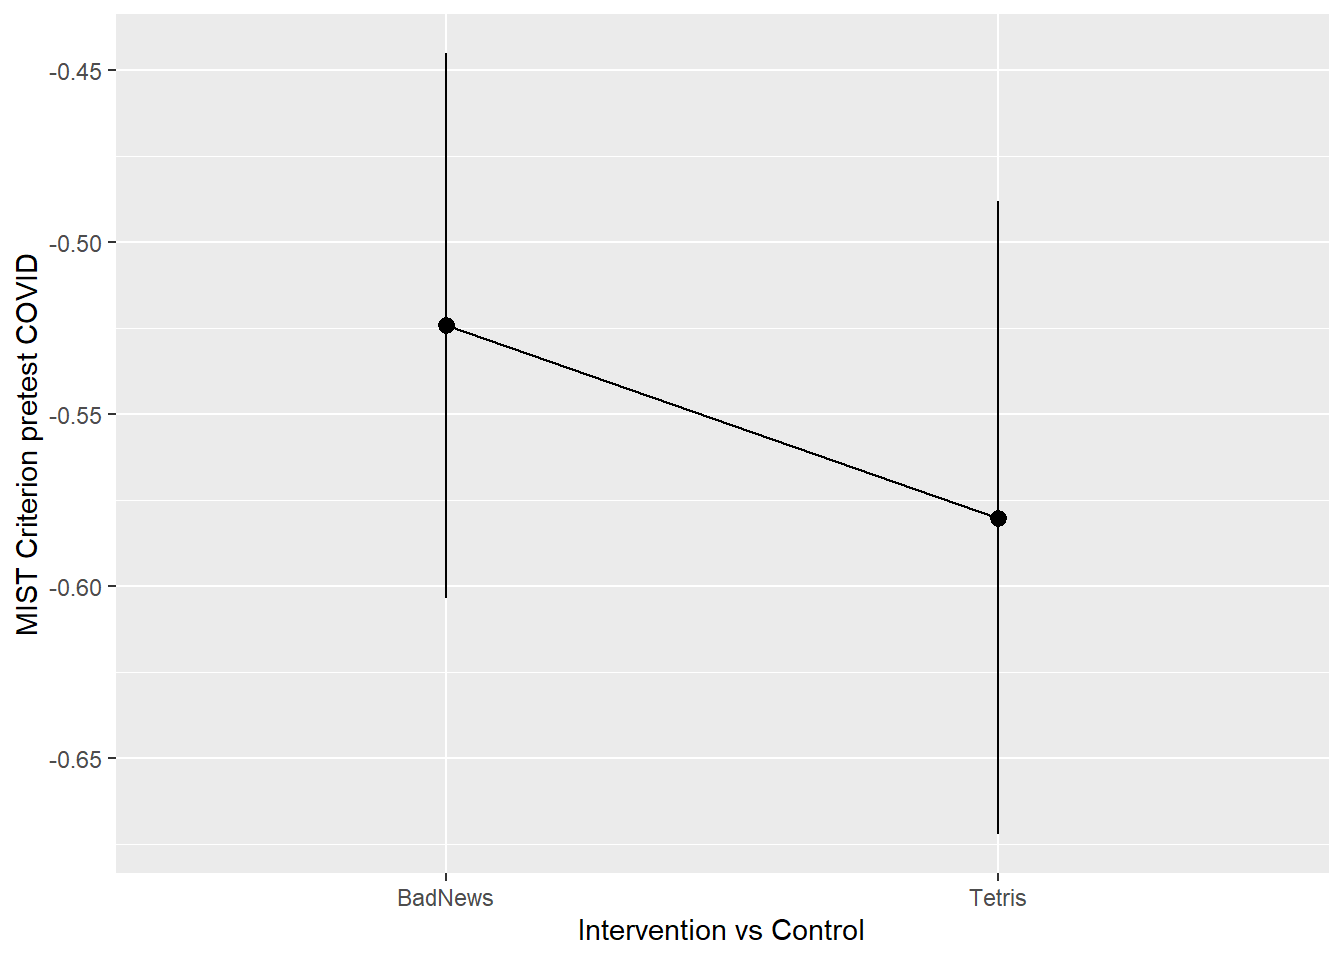 MIST Criterion pretest COVID
-0.45
-0.50
-0.55
-0.60
-0.65
BadNews
Tetris
Intervention vs Control